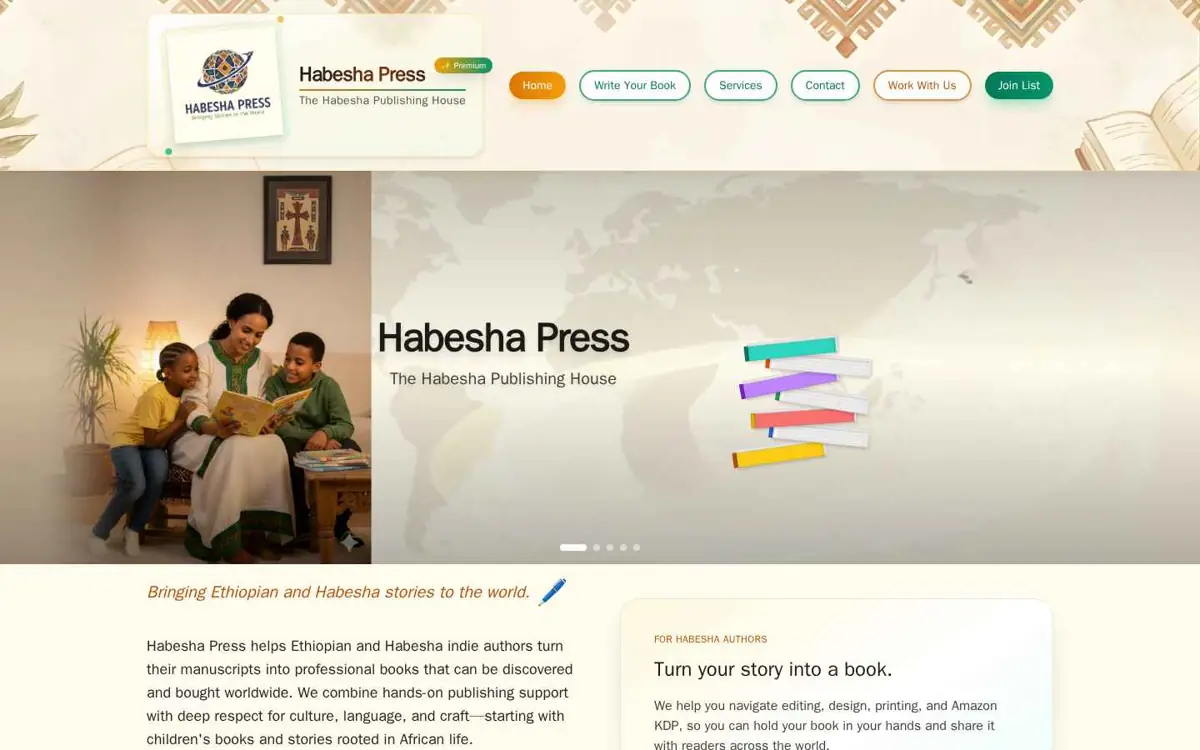 HABESHA PRESS
Bringing Stories to the World
Habesha Press
✨ Premium
The Habesha Publishing House
Home
Write Your Book
Services
Contact
Work With Us
Join List
Habesha Press
The Habesha Publishing House
Bringing Ethiopian and Habesha stories to the world.
Habesha Press helps Ethiopian and Habesha indie authors turn
their manuscripts into professional books that can be discovered
and bought worldwide. We combine hands-on publishing support
with deep respect for culture, language, and craft—starting with
children's books and stories rooted in African life.
FOR HABESHA AUTHORS
Turn your story into a book.
We help you navigate editing, design, printing, and Amazon
KDP, so you can hold your book in your hands and share it
with readers across the world.